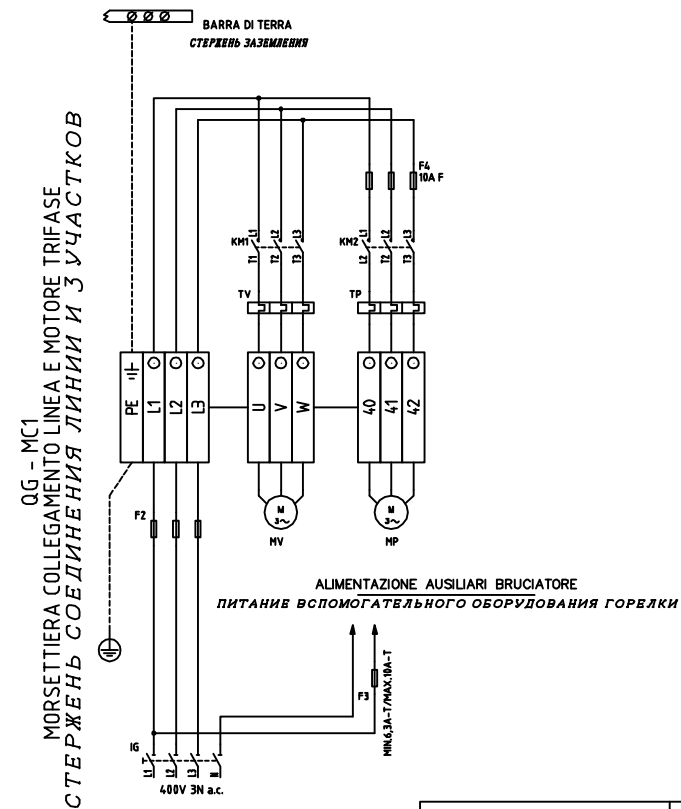 BARRA DI TERRA
СТЕРЖЕНЬ ЗАЗЕМЛЕНИЯ
QG - MC1
MORSETTIERA COLLEGAMENTO LINEA E MOTORE TRIFASE
СТЕРЖЕНЬ СОЕДИНЕНИЯ ЛИНИИ И 3 УЧАСТКОВ
F4
10A F
KM1
L1
L2
L3
T1
T2
T3
KM2
L1
L2
L3
L2
T2
T3
TV
TP
PE
L1
L2
L3
U
V
W
40
41
42
F2
M
3~
MV
M
3~
MP
ALIMENTAZIONE AUSILIARI BRUCIATORE
ПИТАНИЕ ВСПОМОГАТЕЛЬНОГО ОБОРУДОВАНИЯ ГОРЕЛКИ
F3
MIN.6,3A-T/MAX.10A-T
IG
L1
L2
L3
N
400V 3N a.c.